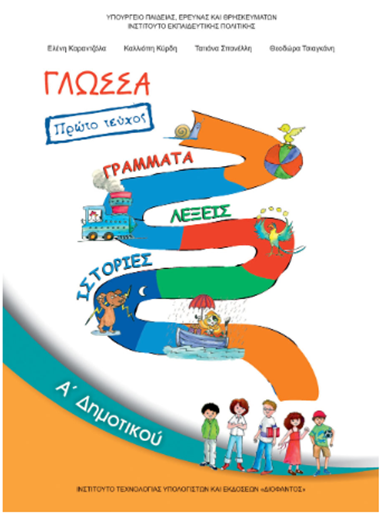 ΥΠΟΥΡΓΕΙΟ ΠΑΙΔΕΙΑΣ, ΕΡΕΥΝΑΣ ΚΑΙ ΘΡΗΣΚΕΥΜΑΤΩΝ
ΙΝΣΤΙΤΟΥΤΟ ΕΚΠΑΙΔΕΥΤΙΚΗΣ ΠΟΛΙΤΙΚΗΣ
Ελένη Καραντζόλα Καλλιόπη Κύρδη Τατιάνα Σπανέλλη Θεοδώρα Τσιαγκάνη
ΓΛΩΣΣΑ
Πρώτο τεύχος
ΓΡΑΜΜΑΤΑ
ΛΕΞΕΙΣ
ΙΣΤΟΡΙΕΣ
Α΄ Δημοτικού
ΙΝΣΤΙΤΟΥΤΟ ΤΕΧΝΟΛΟΓΙΑΣ ΥΠΟΛΟΓΙΣΤΩΝ ΚΑΙ ΕΚΔΟΣΕΩΝ «ΔΙΟΦΑΝΤΟΣ»